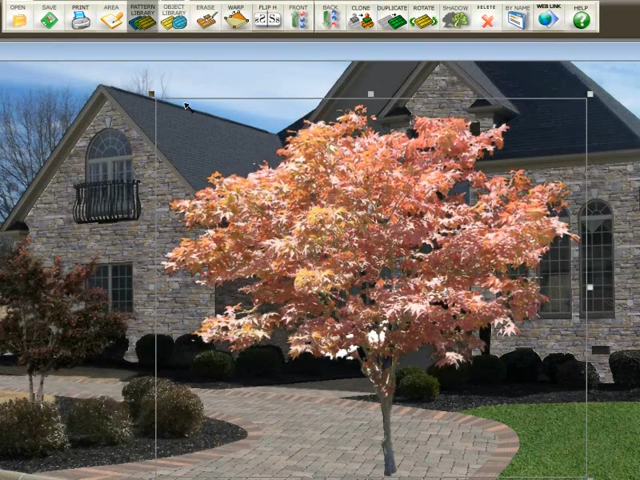 OPEN SAVE PRINT AREA PATTERN LIBRARY OBJECT LIBRARY ERASE WARP FLIP H FRONT BACK CLONE DUPLICATE ROTATE SHADOW DELETE BY NAME WEB LINK HELP